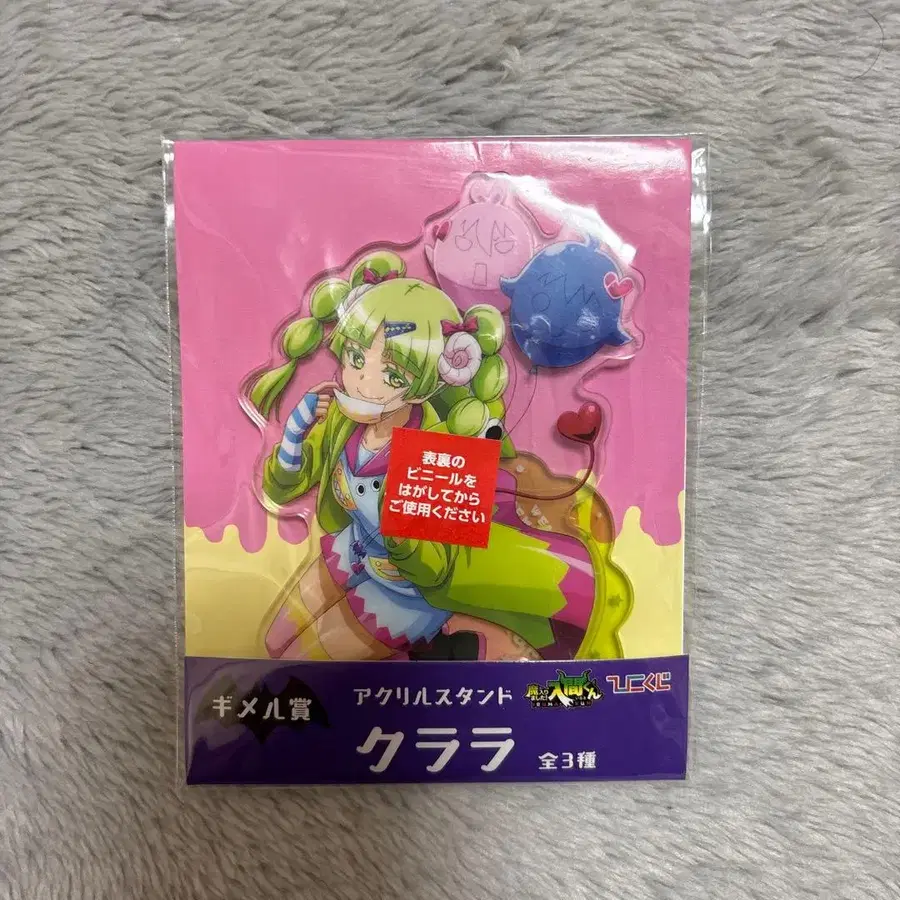 表裏の
ビニールを
はがしてから
ご使用ください
ギメル賞
アクリルスタンド
魔入りました!入間くん
ひこくじ
クララ
全3種